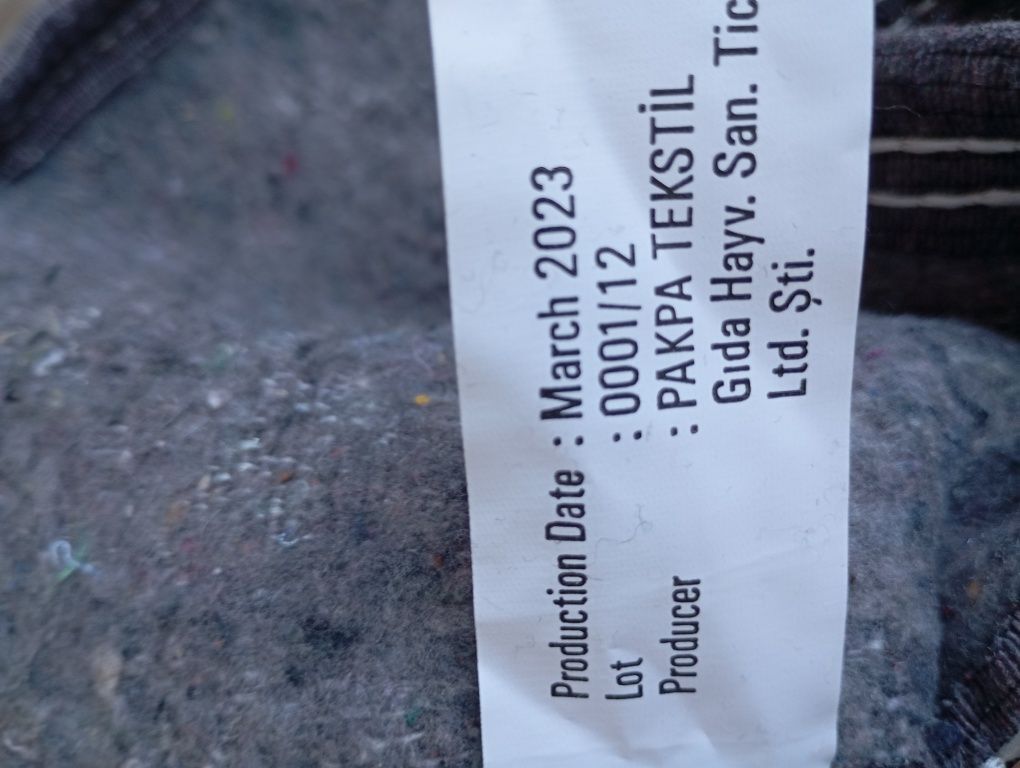 Production Date : March 2023
Lot : 0001/12
Producer : PAKPA TEKSTİL
Gıda Hayv. San. Tic
Ltd. Şti.